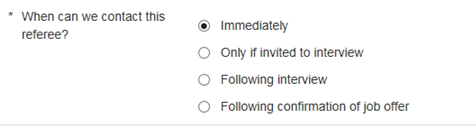 * When can we contact this
referee?
Immediately
Only if invited to interview
Following interview
Following confirmation of job offer